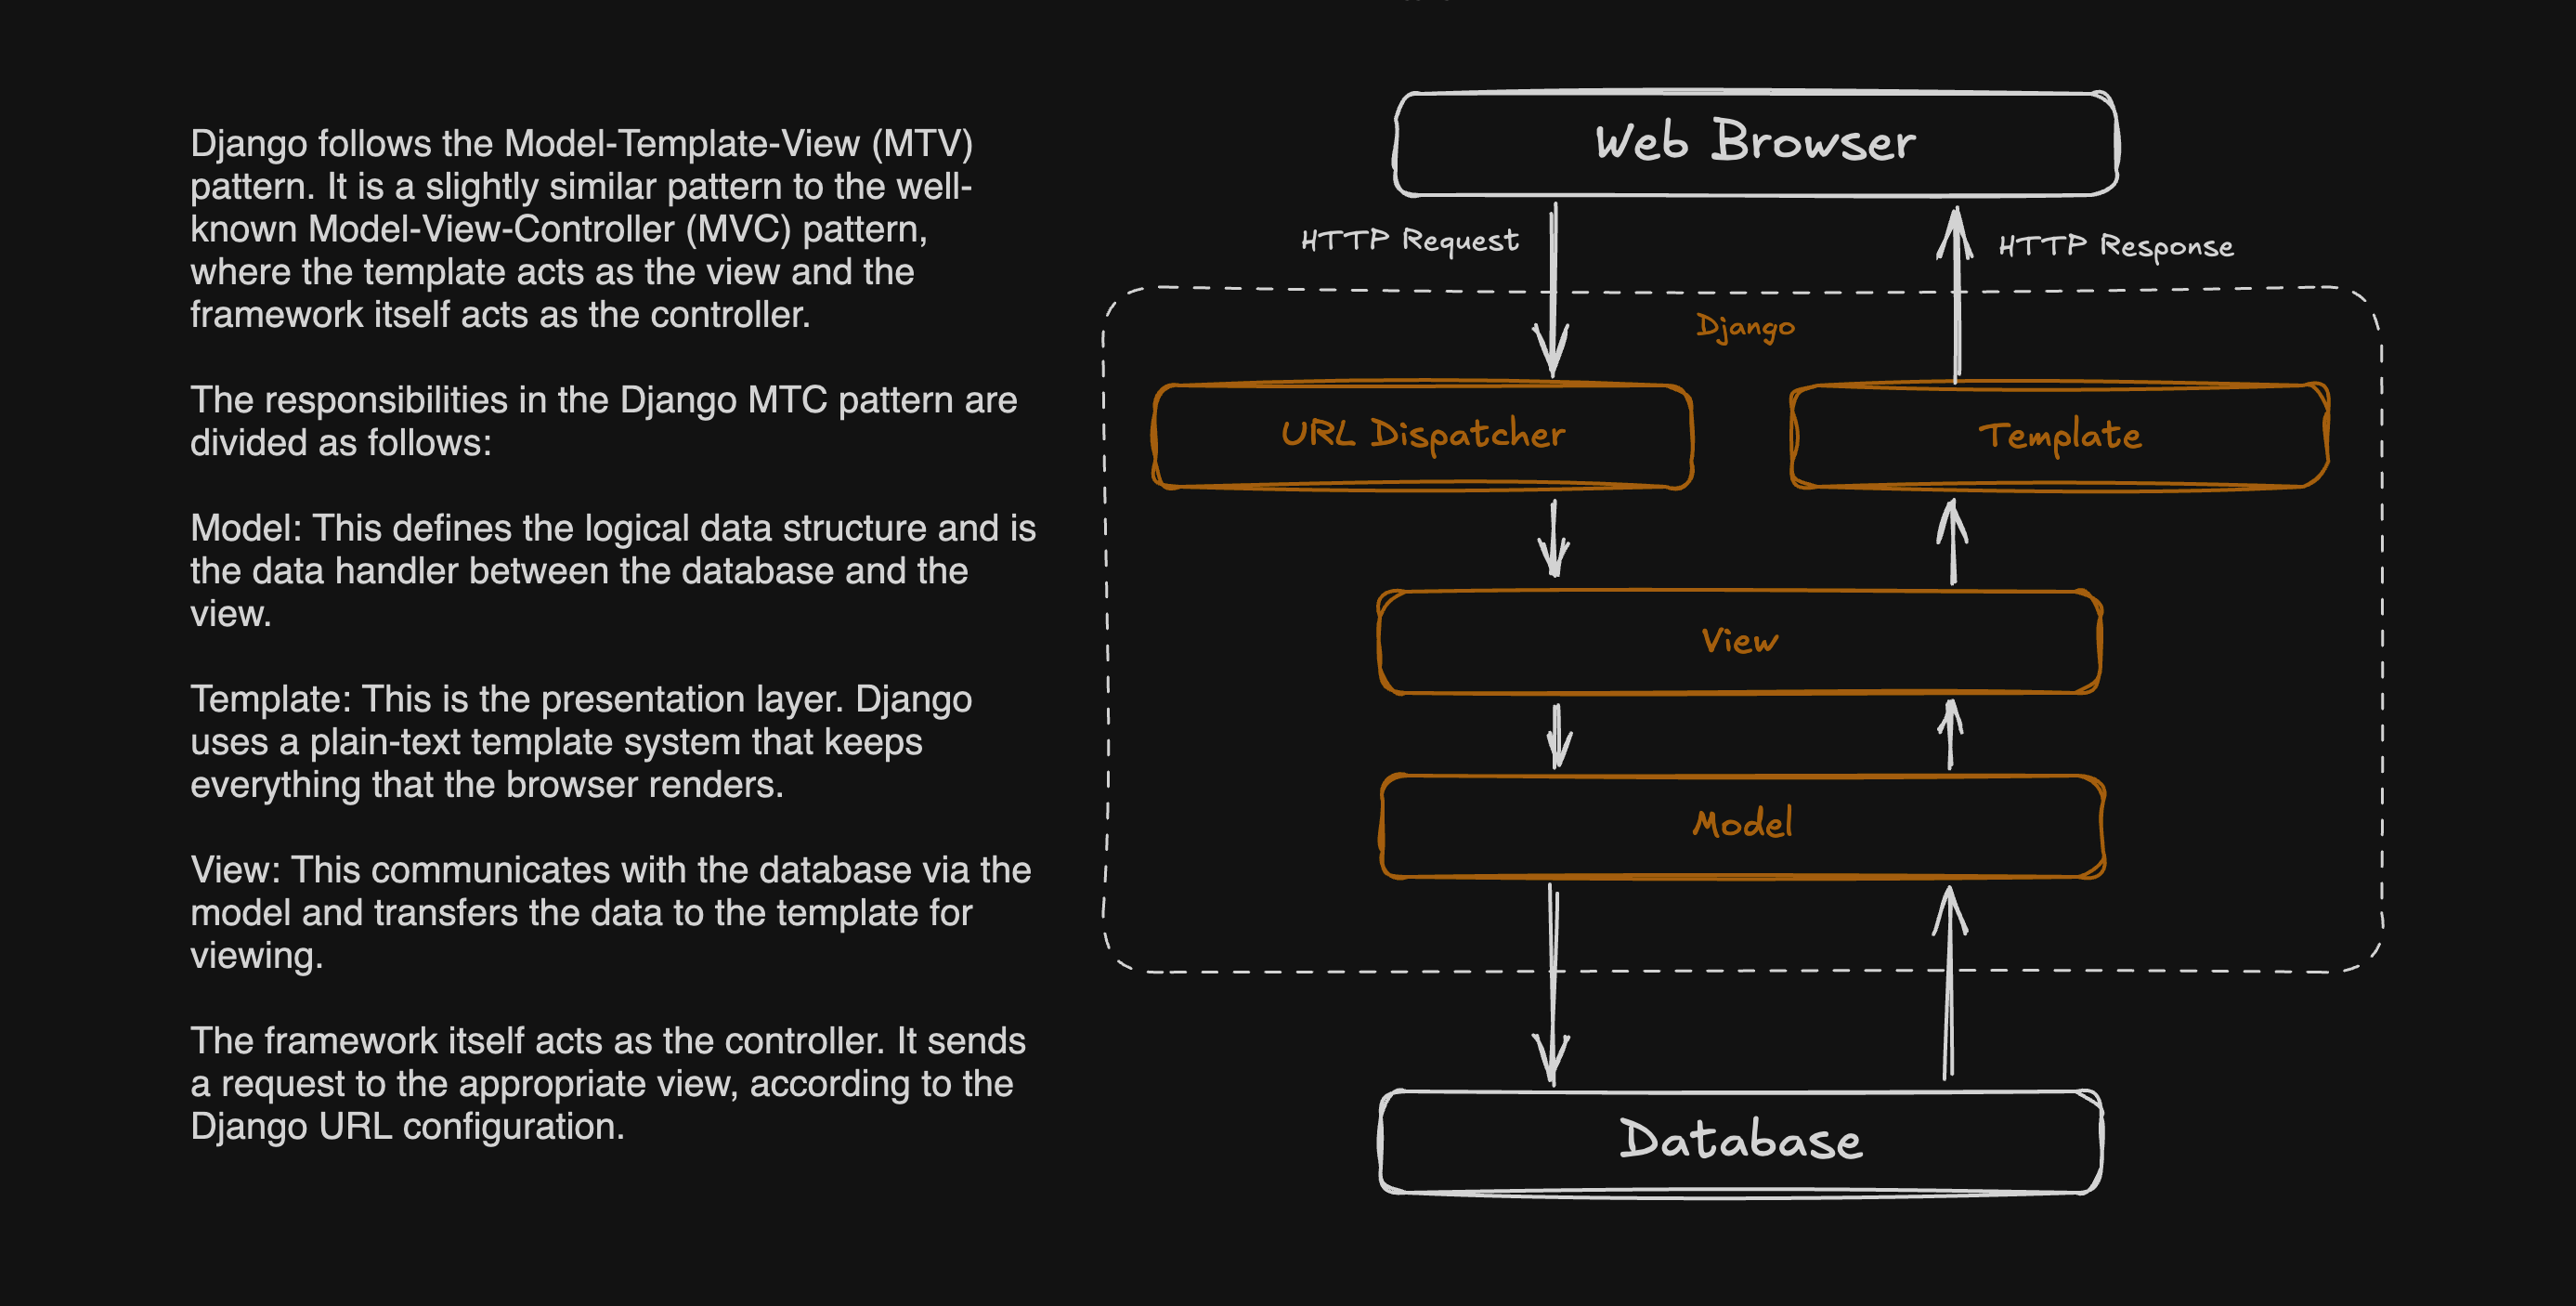 Django follows the Model-Template-View (MTV)
pattern. It is a slightly similar pattern to the well-
known Model-View-Controller (MVC) pattern,
where the template acts as the view and the
framework itself acts as the controller.
The responsibilities in the Django MTC pattern are
divided as follows:
Model: This defines the logical data structure and is
the data handler between the database and the
view.
Template: This is the presentation layer. Django
uses a plain-text template system that keeps
everything that the browser renders.
View: This communicates with the database via the
model and transfers the data to the template for
viewing.
The framework itself acts as the controller. It sends
a request to the appropriate view, according to the
Django URL configuration.
Web Browser
HTTP Request
HTTP Response
Django
URL Dispatcher
Template
View
Model
Database